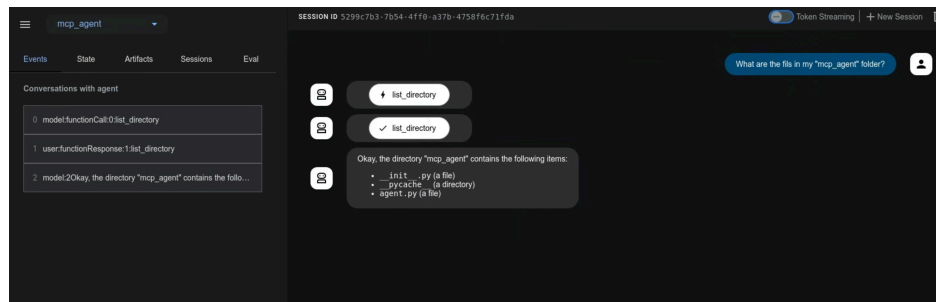 mcp_agent
SESSION ID 5299c7b3-7b54-4ff0-a37b-4758f6c71fda
Token Streaming
+ New Session
Events State Artifacts Sessions Eval
Conversations with agent
0 model:functionCall:0:list_directory
1 user:functionResponse:1:list_directory
2 model:2Okay, the directory "mcp_agent" contains the follo...
What are the fils in my "mcp_agent" folder?
list_directory
list_directory
Okay, the directory "mcp_agent" contains the following items:
• __init__.py (a file)
• __pycache__ (a directory)
• agent.py (a file)